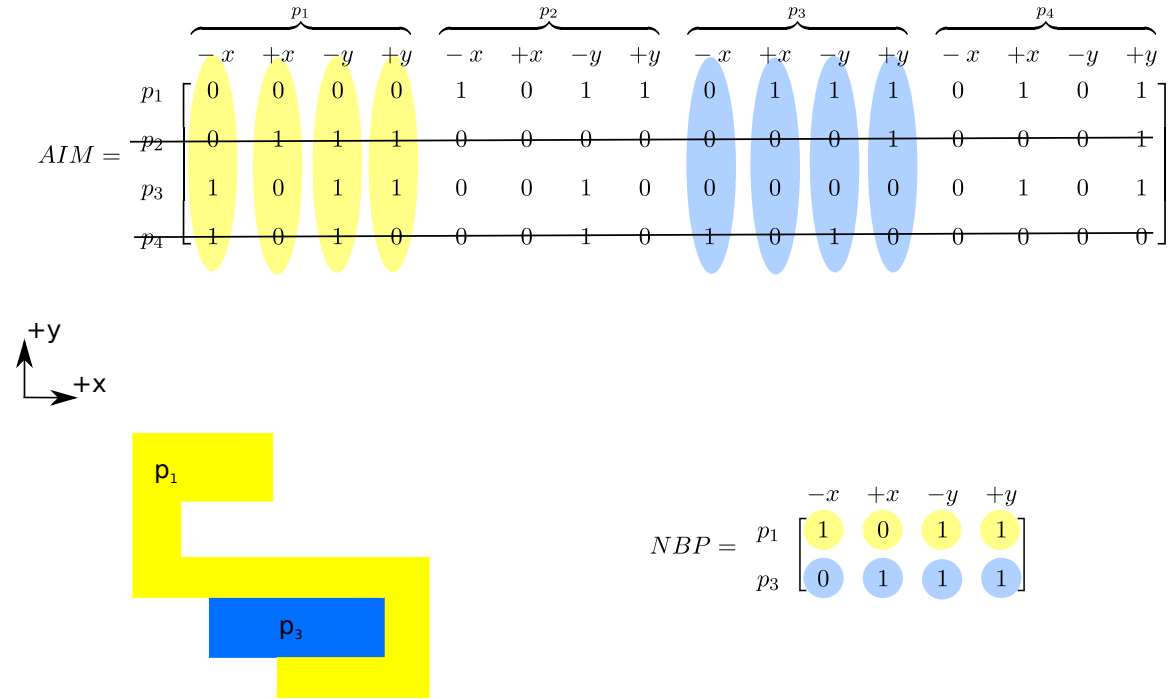 p1 p2 p3 p4
−x +x −y +y −x +x −y +y −x +x −y +y −x +x −y +y
p1 0 0 0 0 1 0 1 1 0 1 1 1 0 1 0 1
p2 0 1 1 1 0 0 0 0 0 0 0 1 0 0 0 1
AIM =
p3 1 0 1 1 0 0 1 0 0 0 0 0 0 1 0 1
p4 1 0 1 0 0 0 1 0 1 0 1 0 0 0 0 0
+y
+x
p1
p3
−x +x −y +y
p1 1 0 1 1
NBP =
p3 0 1 1 1